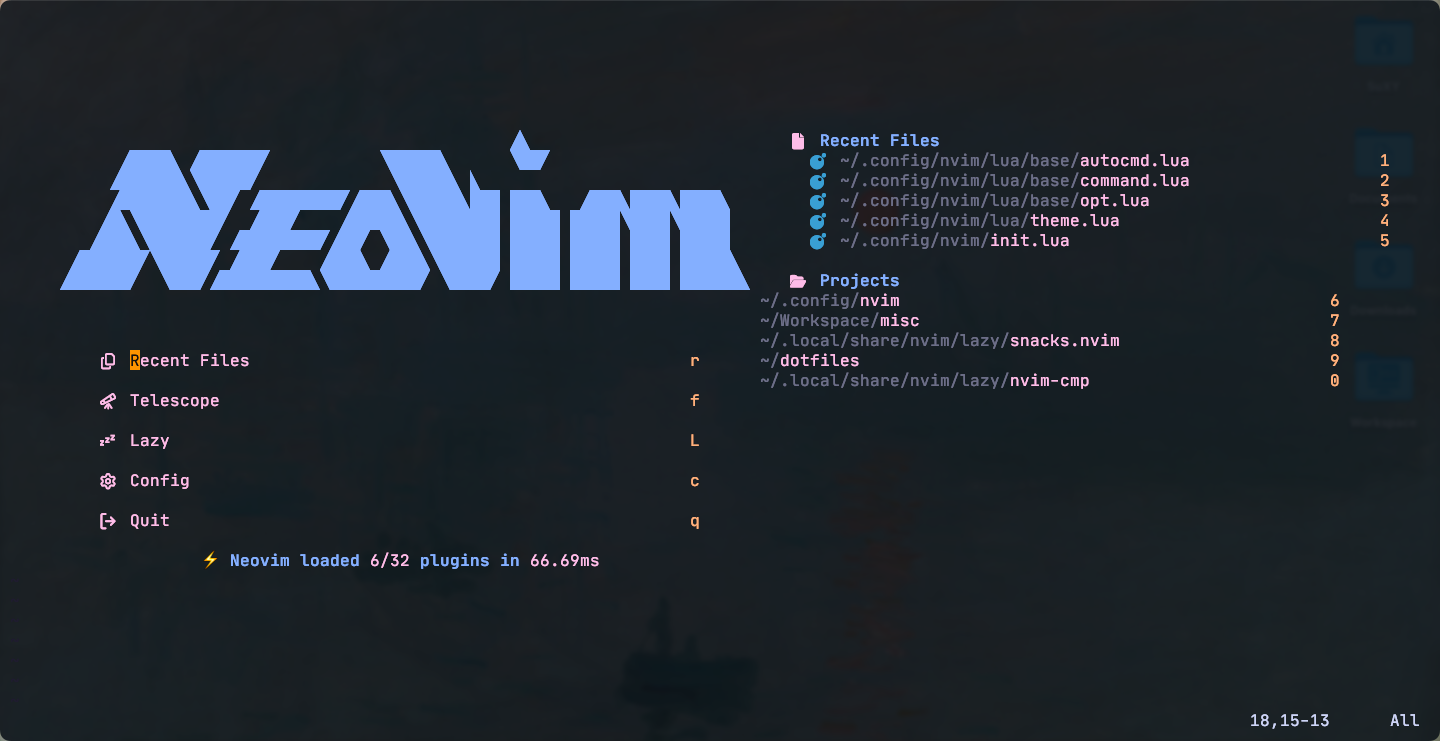 Neovim
Recent Files r
Telescope f
Lazy L
Config c
Quit q
⚡ Neovim loaded 6/32 plugins in 66.69ms
Recent Files
~/.config/nvim/lua/base/autocmd.lua 1
~/.config/nvim/lua/base/command.lua 2
~/.config/nvim/lua/base/opt.lua 3
~/.config/nvim/lua/theme.lua 4
~/.config/nvim/init.lua 5
Projects
~/.config/nvim 6
~/Workspace/misc 7
~/.local/share/nvim/lazy/snacks.nvim 8
~/dotfiles 9
~/.local/share/nvim/lazy/nvim-cmp 0
18,15-13 All